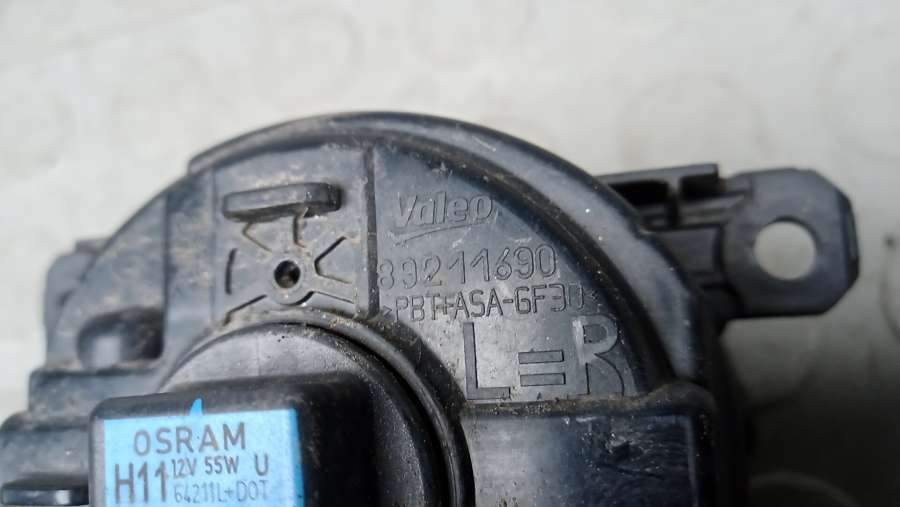 Valeo
89211690
>PBT+ASA-GF30<
L=R
OSRAM
H11 12V 55W U
64211L+DOT